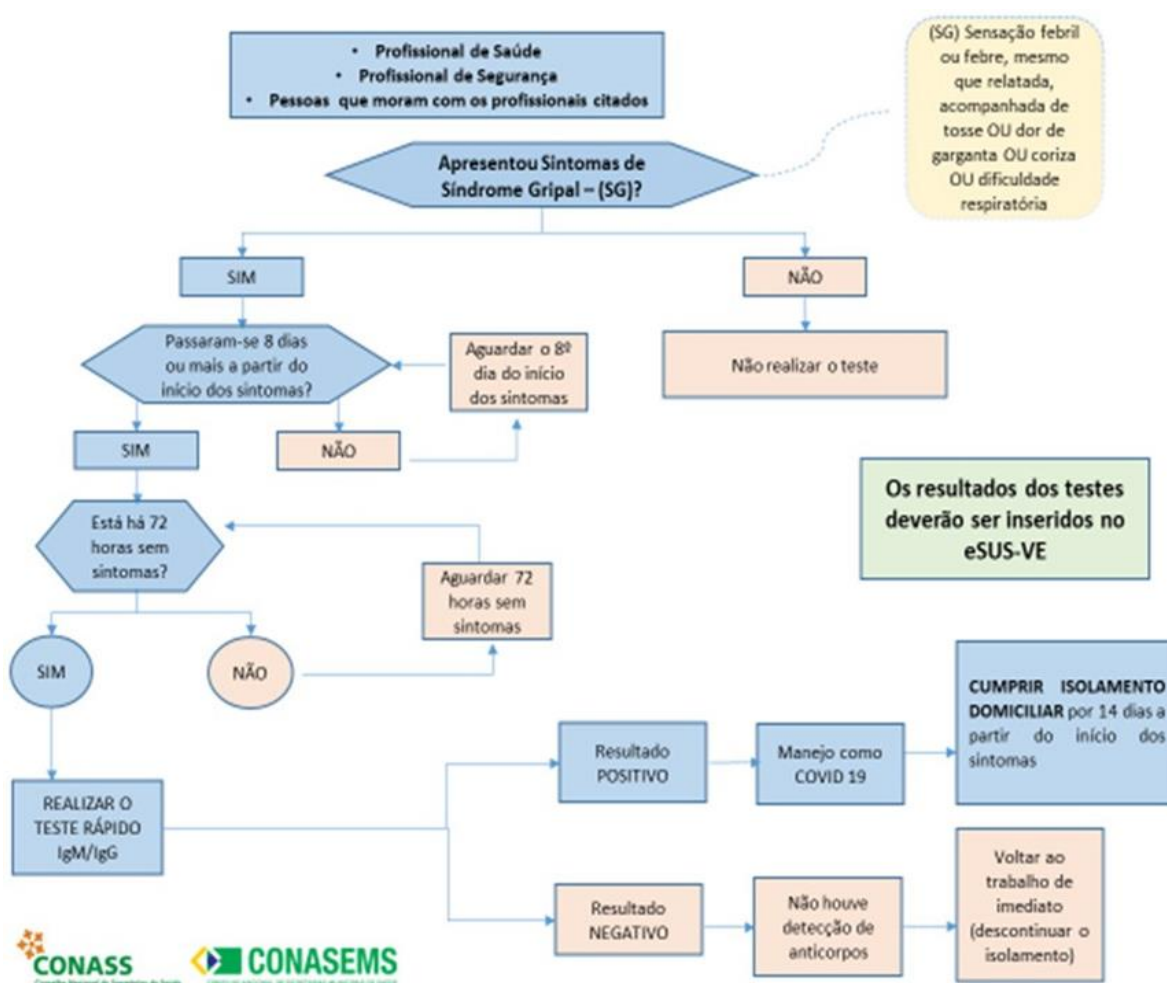 • Profissional de Saúde
• Profissional de Segurança
• Pessoas que moram com os profissionais citados
(SG) Sensação febril
ou febre, mesmo
que relatada,
acompanhada de
tosse OU dor de
garganta OU coriza
OU dificuldade
respiratória
Apresentou Sintomas de
Síndrome Gripal – (SG)?
SIM
NÃO
Passaram-se 8 dias
ou mais a partir do
início dos sintomas?
Aguardar o 8º
dia do início
dos sintomas
Não realizar o teste
SIM
NÃO
Os resultados dos testes
deverão ser inseridos no
eSUS-VE
Está há 72
horas sem
sintomas?
Aguardar 72
horas sem
sintomas
SIM
NÃO
REALIZAR O
TESTE RÁPIDO
IgM/IgG
Resultado
POSITIVO
Manejo como
COVID 19
CUMPRIR ISOLAMENTO
DOMICILIAR por 14 dias a
partir do início dos
sintomas
Resultado
NEGATIVO
Não houve
detecção de
anticorpos
Voltar ao
trabalho de
imediato
(descontinuar o
isolamento)
CONASS
CONASEMS